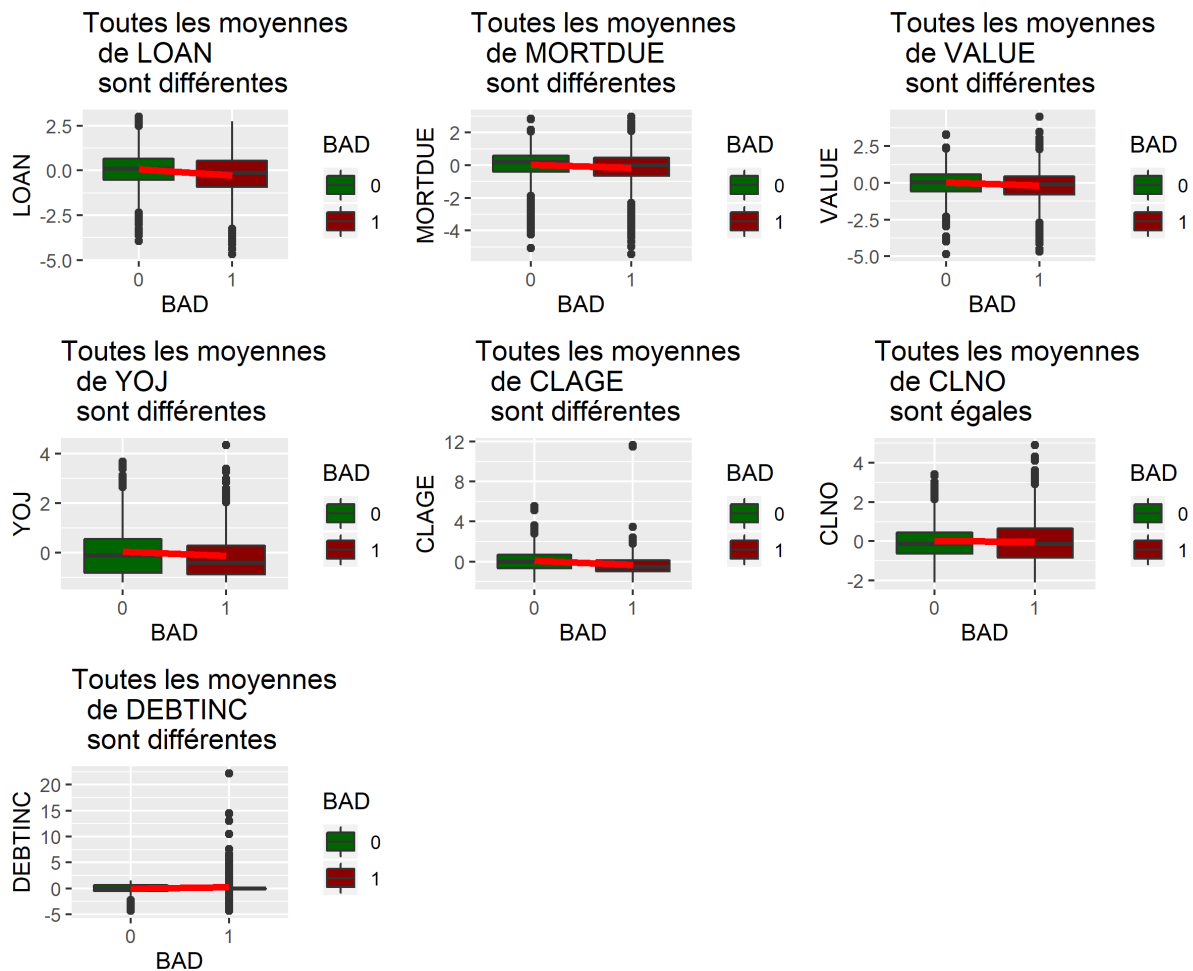 Toutes les moyennes
de LOAN
sont différentes
2.5
0.0
-2.5
-5.0
LOAN
0
1
BAD
BAD
0
1
Toutes les moyennes
de MORTDUE
sont différentes
2
0
-2
-4
MORTDUE
0
1
BAD
BAD
0
1
Toutes les moyennes
de VALUE
sont différentes
2.5
0.0
-2.5
-5.0
VALUE
0
1
BAD
BAD
0
1
Toutes les moyennes
de YOJ
sont différentes
4
2
0
YOJ
0
1
BAD
BAD
0
1
Toutes les moyennes
de CLAGE
sont différentes
12
8
4
0
CLAGE
0
1
BAD
BAD
0
1
Toutes les moyennes
de CLNO
sont égales
4
2
0
-2
CLNO
0
1
BAD
BAD
0
1
Toutes les moyennes
de DEBTINC
sont différentes
20
15
10
5
0
-5
DEBTINC
0
1
BAD
BAD
0
1